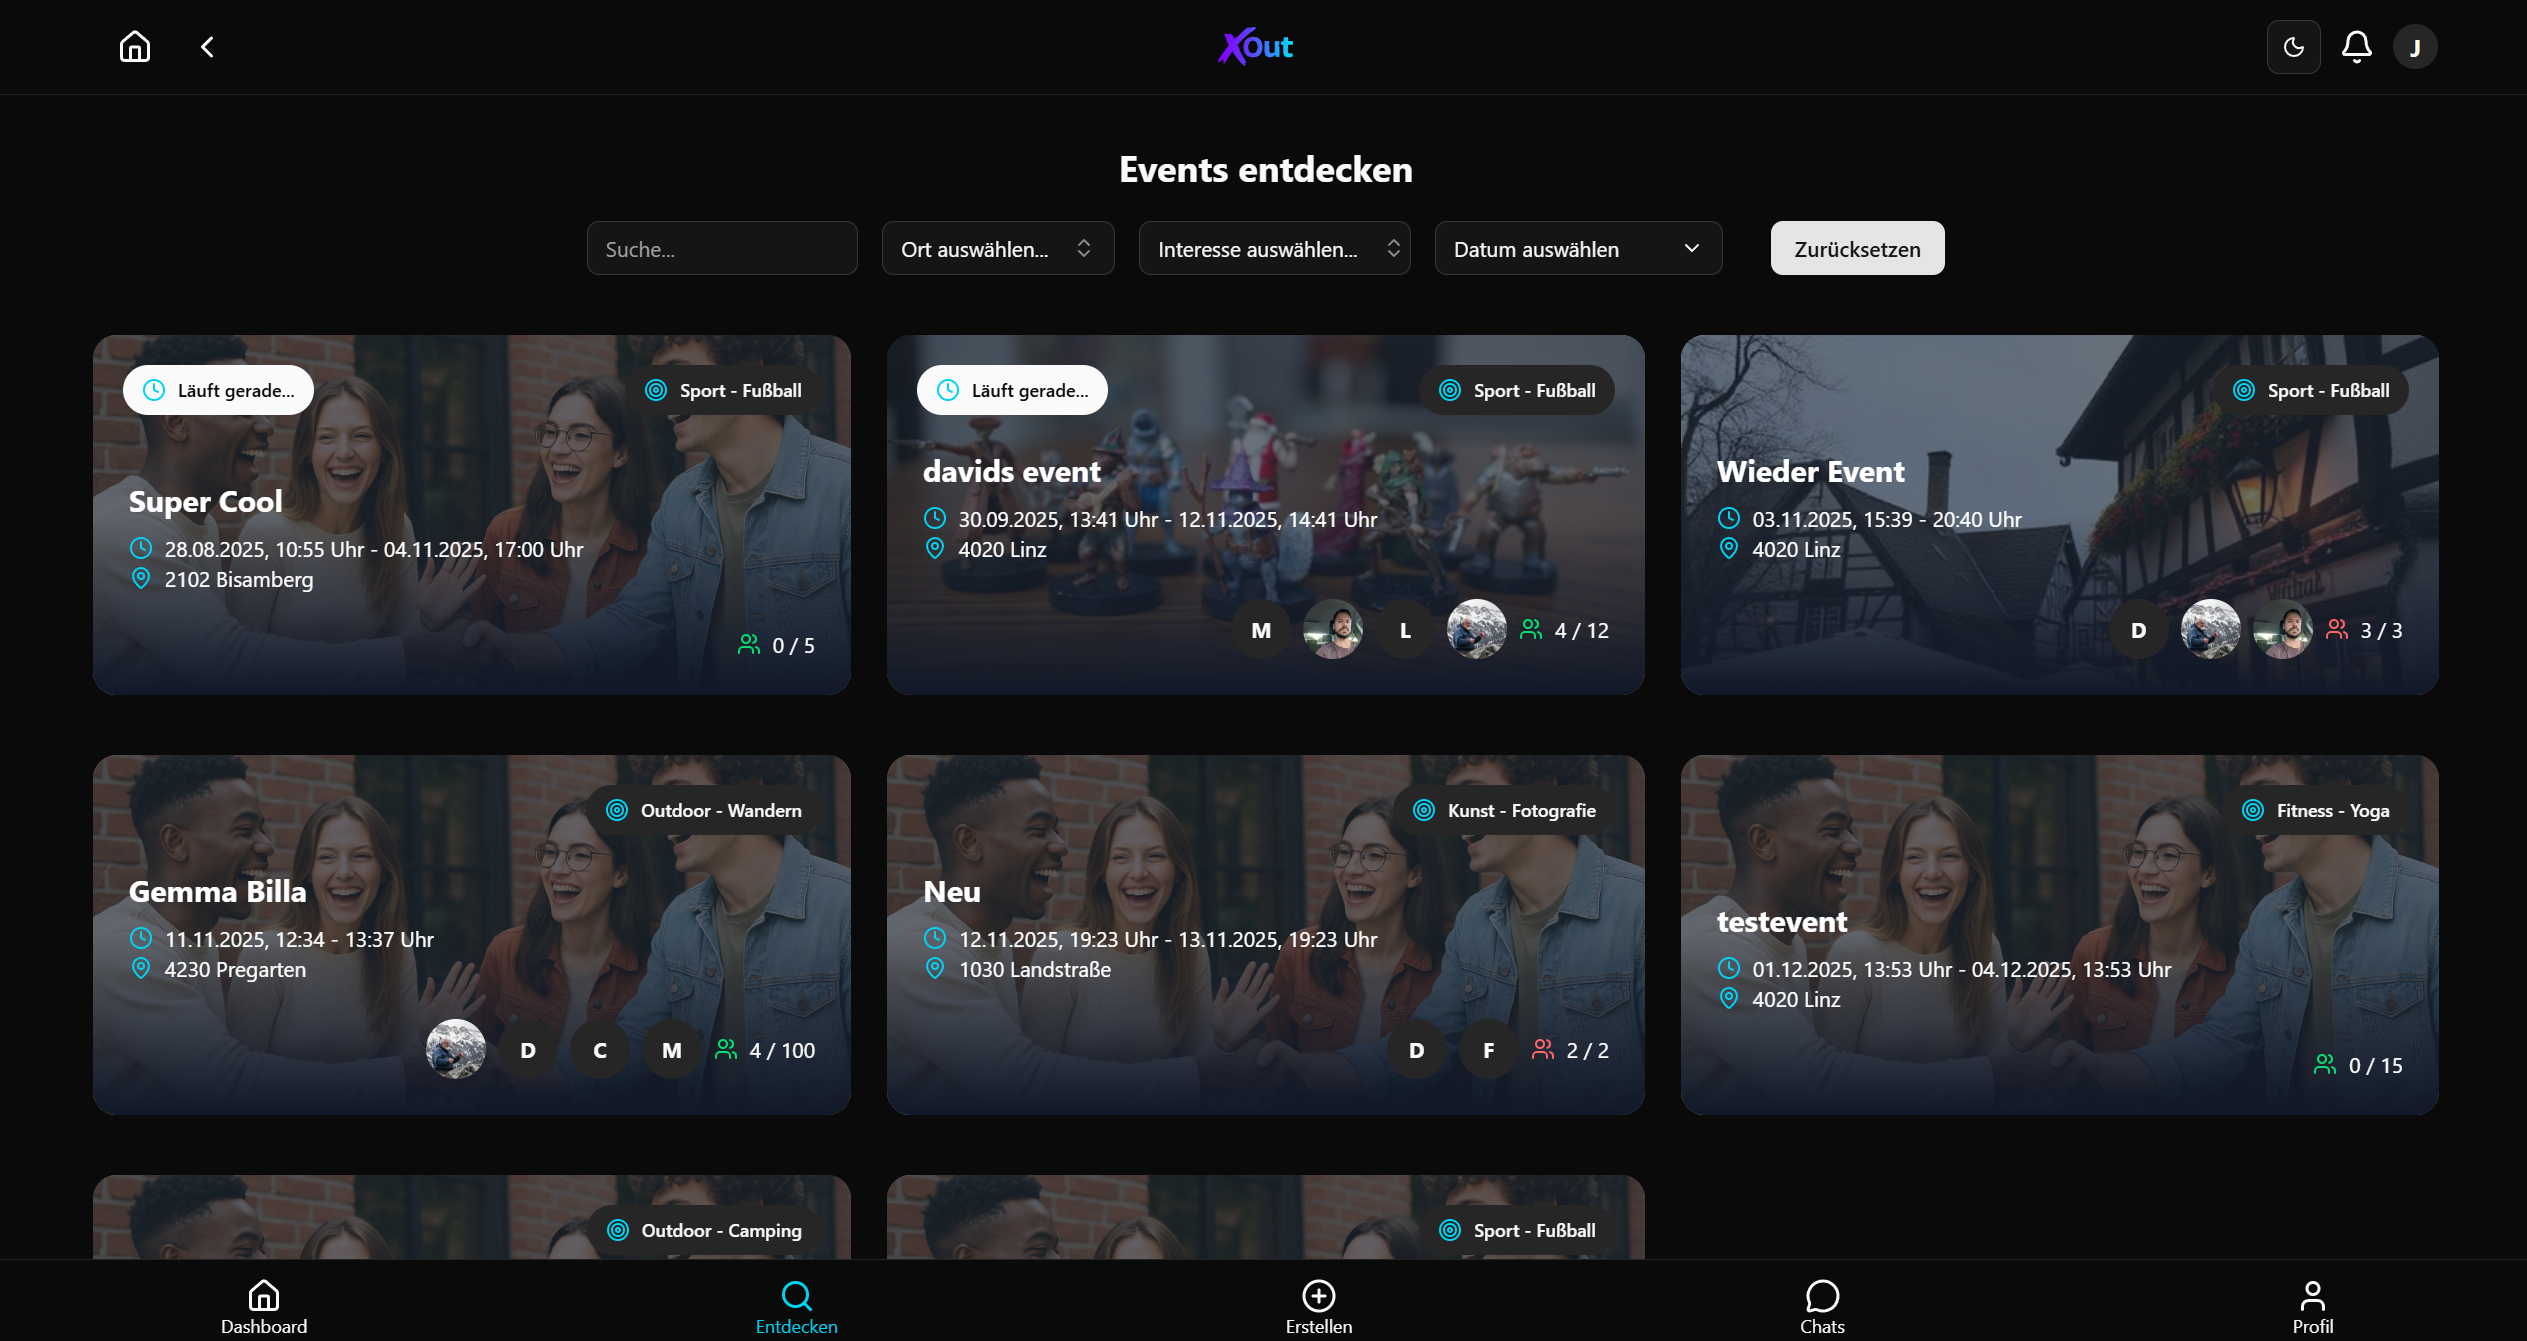 XOut
J
Events entdecken
Suche...
Ort auswählen...
Interesse auswählen...
Datum auswählen
Zurücksetzen
Läuft gerade...
Sport - Fußball
Super Cool
28.08.2025, 10:55 Uhr - 04.11.2025, 17:00 Uhr
2102 Bisamberg
0 / 5
Läuft gerade...
Sport - Fußball
davids event
30.09.2025, 13:41 Uhr - 12.11.2025, 14:41 Uhr
4020 Linz
M
L
4 / 12
Sport - Fußball
Wieder Event
03.11.2025, 15:39 - 20:40 Uhr
4020 Linz
D
3 / 3
Outdoor - Wandern
Gemma Billa
11.11.2025, 12:34 - 13:37 Uhr
4230 Pregarten
D
C
M
4 / 100
Kunst - Fotografie
Neu
12.11.2025, 19:23 Uhr - 13.11.2025, 19:23 Uhr
1030 Landstraße
D
F
2 / 2
Fitness - Yoga
testevent
01.12.2025, 13:53 Uhr - 04.12.2025, 13:53 Uhr
4020 Linz
0 / 15
Outdoor - Camping
Sport - Fußball
Dashboard
Entdecken
Erstellen
Chats
Profil